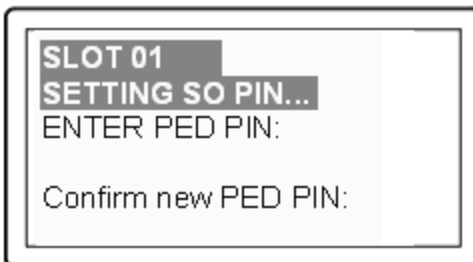 SLOT 01
SETTING SO PIN...
ENTER PED PIN:
Confirm new PED PIN: